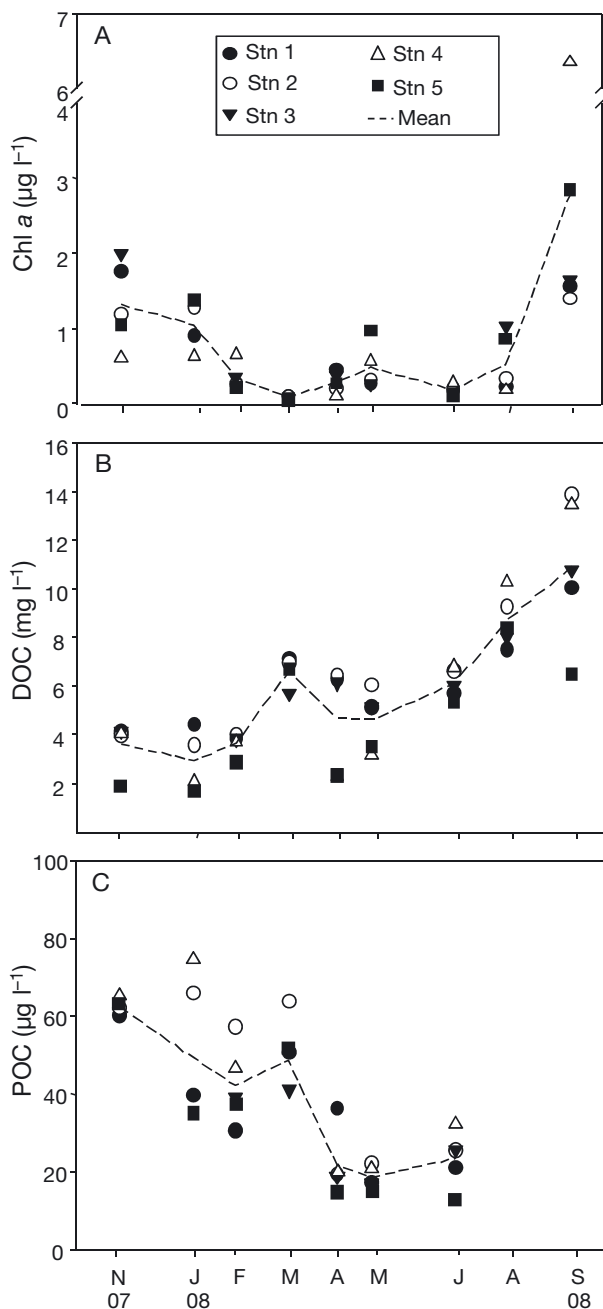 7
A
Stn 1
Stn 4
Stn 2
Stn 5
Stn 3
Mean
6
4
3
2
1
0
Chl a (µg l⁻¹)
16
B
14
12
10
8
6
4
2
DOC (mg l⁻¹)
100
C
80
60
40
20
0
POC (µg l⁻¹)
N J F M A M J A S
07 08 08